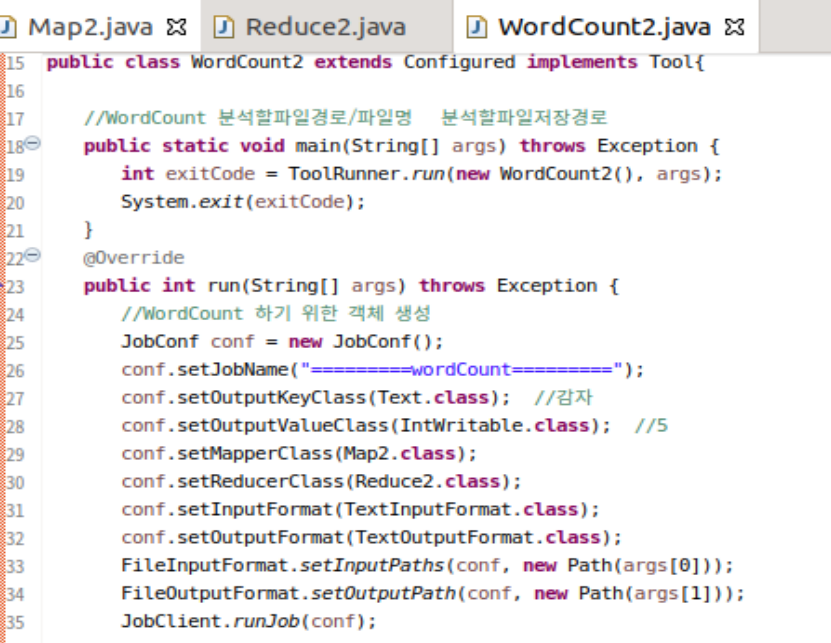 Map2.java Reduce2.java WordCount2.java
15 public class WordCount2 extends Configured implements Tool{
16
17 //WordCount 분석할파일경로/파일명 분석할파일저장경로
18 public static void main(String[] args) throws Exception {
19 int exitCode = ToolRunner.run(new WordCount2(), args);
20 System.exit(exitCode);
21 }
22 @Override
23 public int run(String[] args) throws Exception {
24 //WordCount 하기 위한 객체 생성
25 JobConf conf = new JobConf();
26 conf.setJobName("=========wordCount=========");
27 conf.setOutputKeyClass(Text.class); //감자
28 conf.setOutputValueClass(IntWritable.class); //5
29 conf.setMapperClass(Map2.class);
30 conf.setReducerClass(Reduce2.class);
31 conf.setInputFormat(TextInputFormat.class);
32 conf.setOutputFormat(TextOutputFormat.class);
33 FileInputFormat.setInputPaths(conf, new Path(args[0]));
34 FileOutputFormat.setOutputPath(conf, new Path(args[1]));
35 JobClient.runJob(conf);